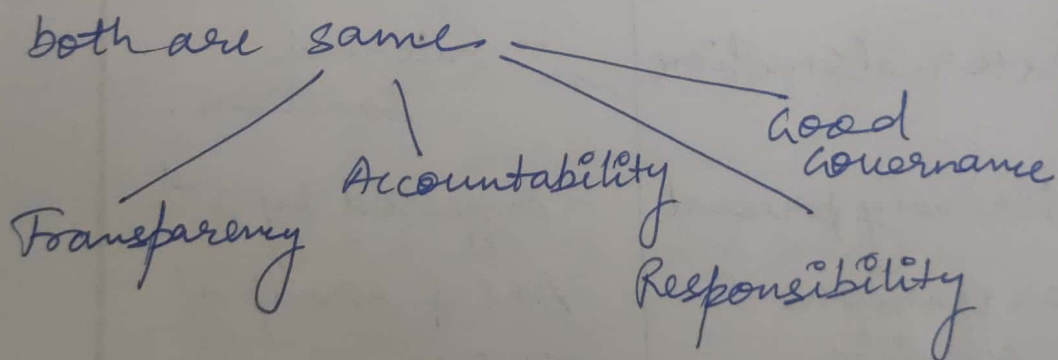 both are same
Good
Governance
Accountability
Transparency
Responsibility